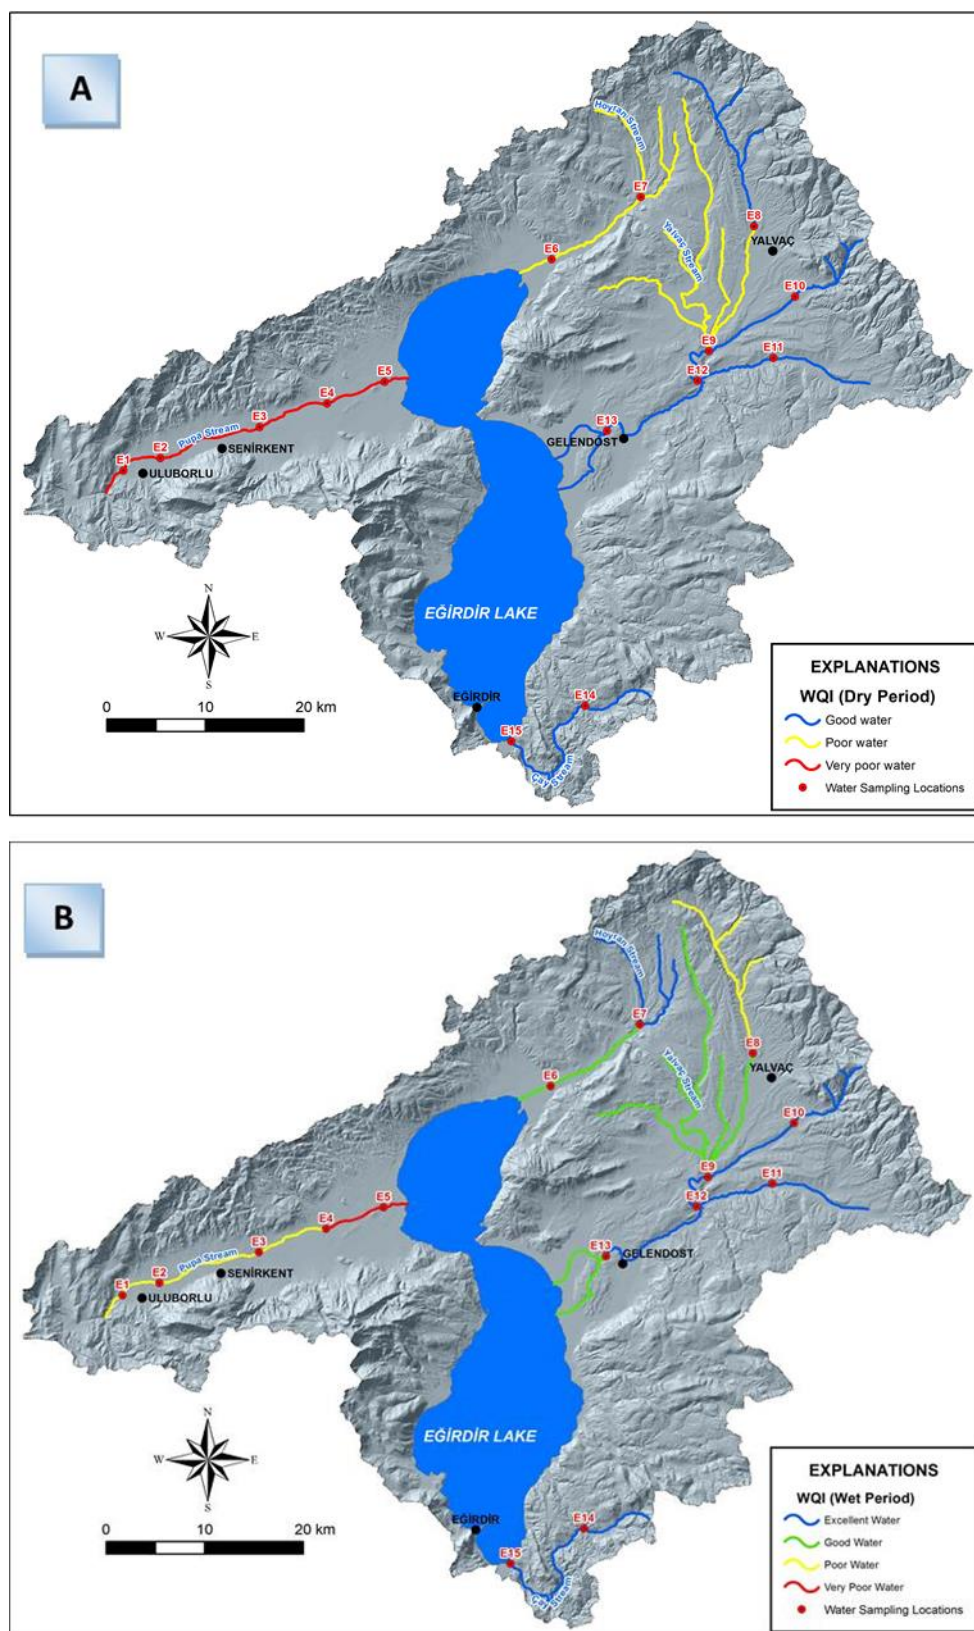 A
Hoyran Stream
E7
E8
YALVAÇ
Yalvaç Stream
E6
E10
E9
E11
E12
E5
E4
E3
E13
GELENDOST
Pupa Stream
E2
SENİRKENT
E1
ULUBORLU
N
W E
S
EĞİRDİR LAKE
0 10 20 km
EĞİRDİR
E14
E15
Çay Stream
EXPLANATIONS
WQI (Dry Period)
Good water
Poor water
Very poor water
Water Sampling Locations
B
Hoyran Stream
E7
E8
YALVAÇ
Yalvaç Stream
E6
E10
E9
E11
E12
E5
E4
E3
E13
GELENDOST
Pupa Stream
E2
SENİRKENT
E1
ULUBORLU
N
W E
S
EĞİRDİR LAKE
0 10 20 km
EĞİRDİR
E14
E15
Çay Stream
EXPLANATIONS
WQI (Wet Period)
Excellent Water
Good Water
Poor Water
Very Poor Water
Water Sampling Locations